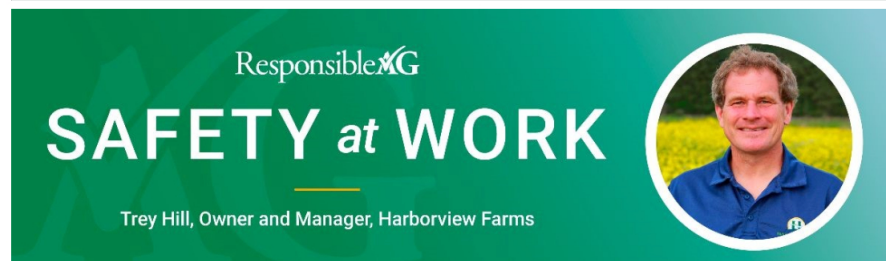 ResponsibleAG
SAFETY at WORK
Trey Hill, Owner and Manager, Harborview Farms